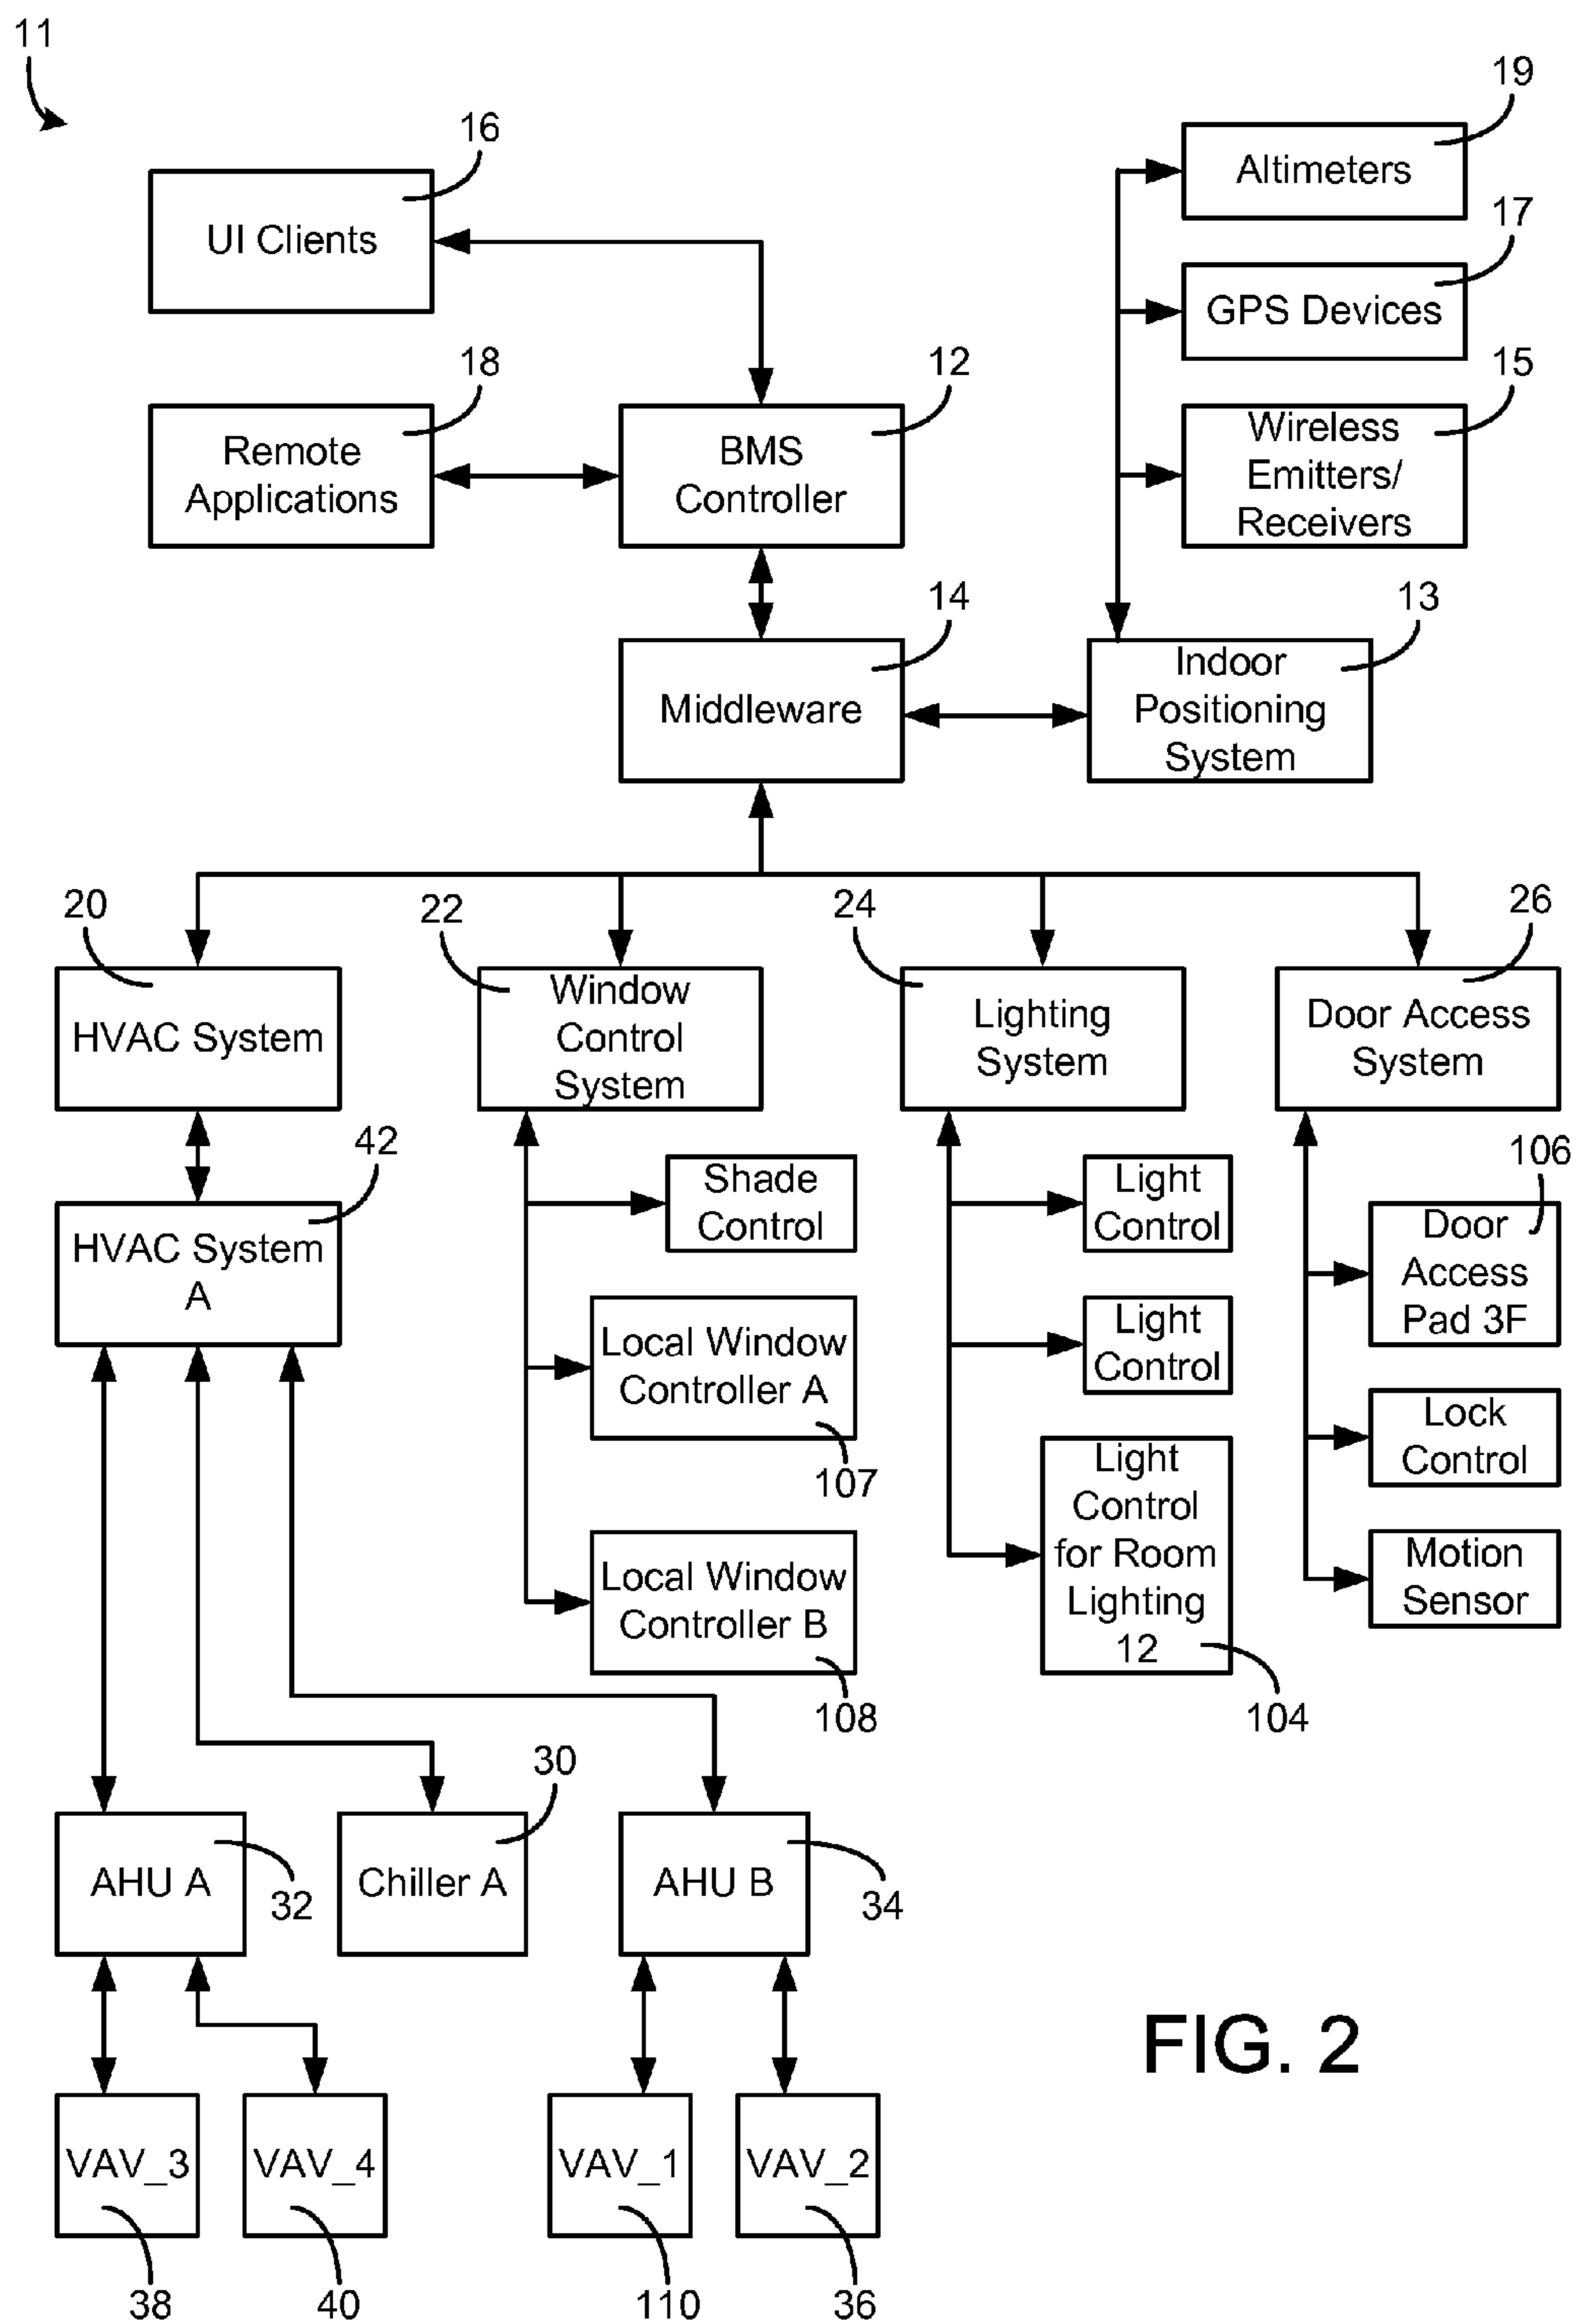 11
16
UI Clients
19
Altimeters
17
GPS Devices
18
Remote
Applications
12
BMS
Controller
15
Wireless
Emitters/
Receivers
14
Middleware
13
Indoor
Positioning
System
20
HVAC System
22
Window
Control
System
24
Lighting
System
26
Door Access
System
42
HVAC System
A
Shade
Control
Local Window
Controller A
107
Local Window
Controller B
108
Light
Control
Light
Control
Light
Control
for Room
Lighting
12
104
106
Door
Access
Pad 3F
Lock
Control
Motion
Sensor
AHU A
32
30
Chiller A
AHU B
34
VAV_3
38
VAV_4
40
VAV_1
110
VAV_2
36
FIG. 2